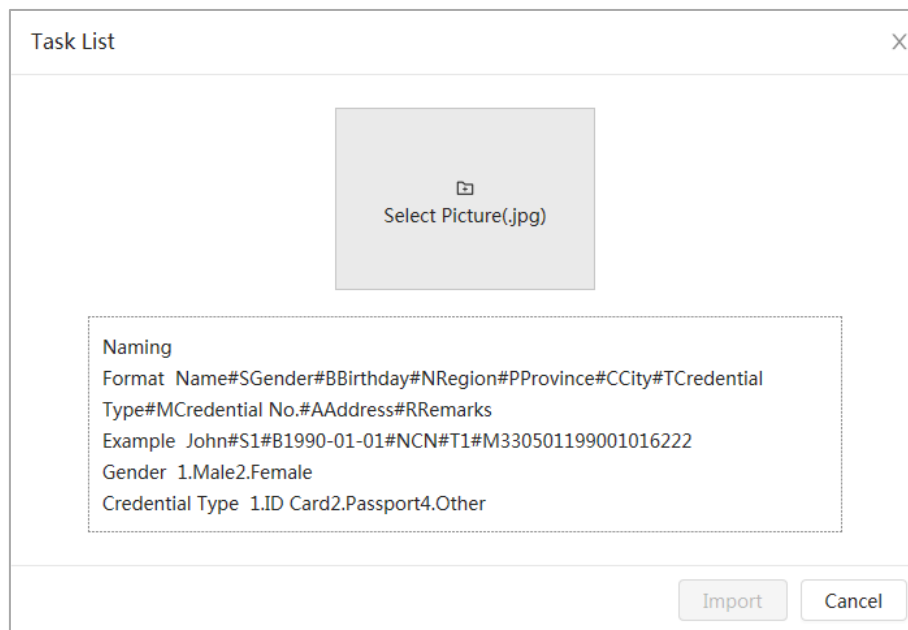 Task List
Select Picture(.jpg)
Naming
Format  Name#SGender#BBirthday#NRegion#PProvince#CCity#TCredential
Type#MCredential No.#AAddress#RRemarks
Example  John#S1#B1990-01-01#NCN#T1#M330501199001016222
Gender  1.Male2.Female
Credential Type  1.ID Card2.Passport4.Other
Import
Cancel